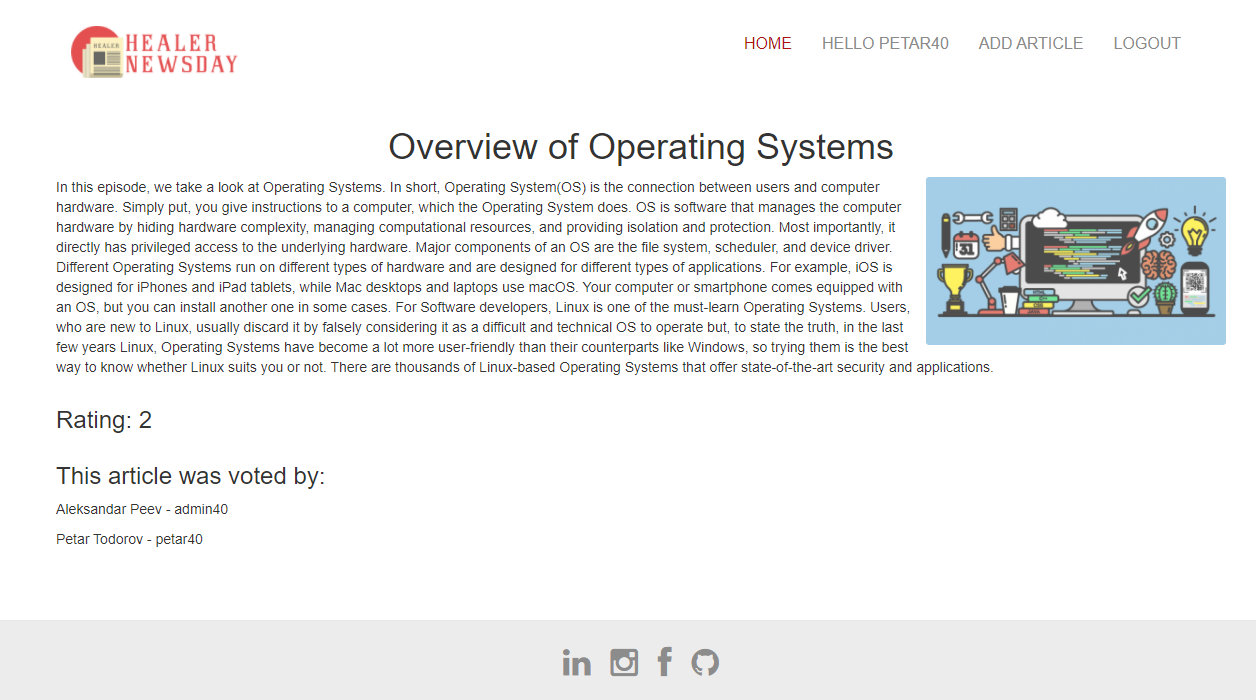 HEALER
HEALER
NEWSDAY
HOME HELLO PETAR40 ADD ARTICLE LOGOUT
Overview of Operating Systems
In this episode, we take a look at Operating Systems. In short, Operating System(OS) is the connection between users and computer
hardware. Simply put, you give instructions to a computer, which the Operating System does. OS is software that manages the computer
hardware by hiding hardware complexity, managing computational resources, and providing isolation and protection. Most importantly, it
directly has privileged access to the underlying hardware. Major components of an OS are the file system, scheduler, and device driver.
Different Operating Systems run on different types of hardware and are designed for different types of applications. For example, iOS is
designed for iPhones and iPad tablets, while Mac desktops and laptops use macOS. Your computer or smartphone comes equipped with
an OS, but you can install another one in some cases. For Software developers, Linux is one of the must-learn Operating Systems. Users,
who are new to Linux, usually discard it by falsely considering it as a difficult and technical OS to operate but, to state the truth, in the last
few years Linux, Operating Systems have become a lot more user-friendly than their counterparts like Windows, so trying them is the best
way to know whether Linux suits you or not. There are thousands of Linux-based Operating Systems that offer state-of-the-art security and applications.
31
HTML
CSS
JAVA
Rating: 2
This article was voted by:
Aleksandar Peev - admin40
Petar Todorov - petar40